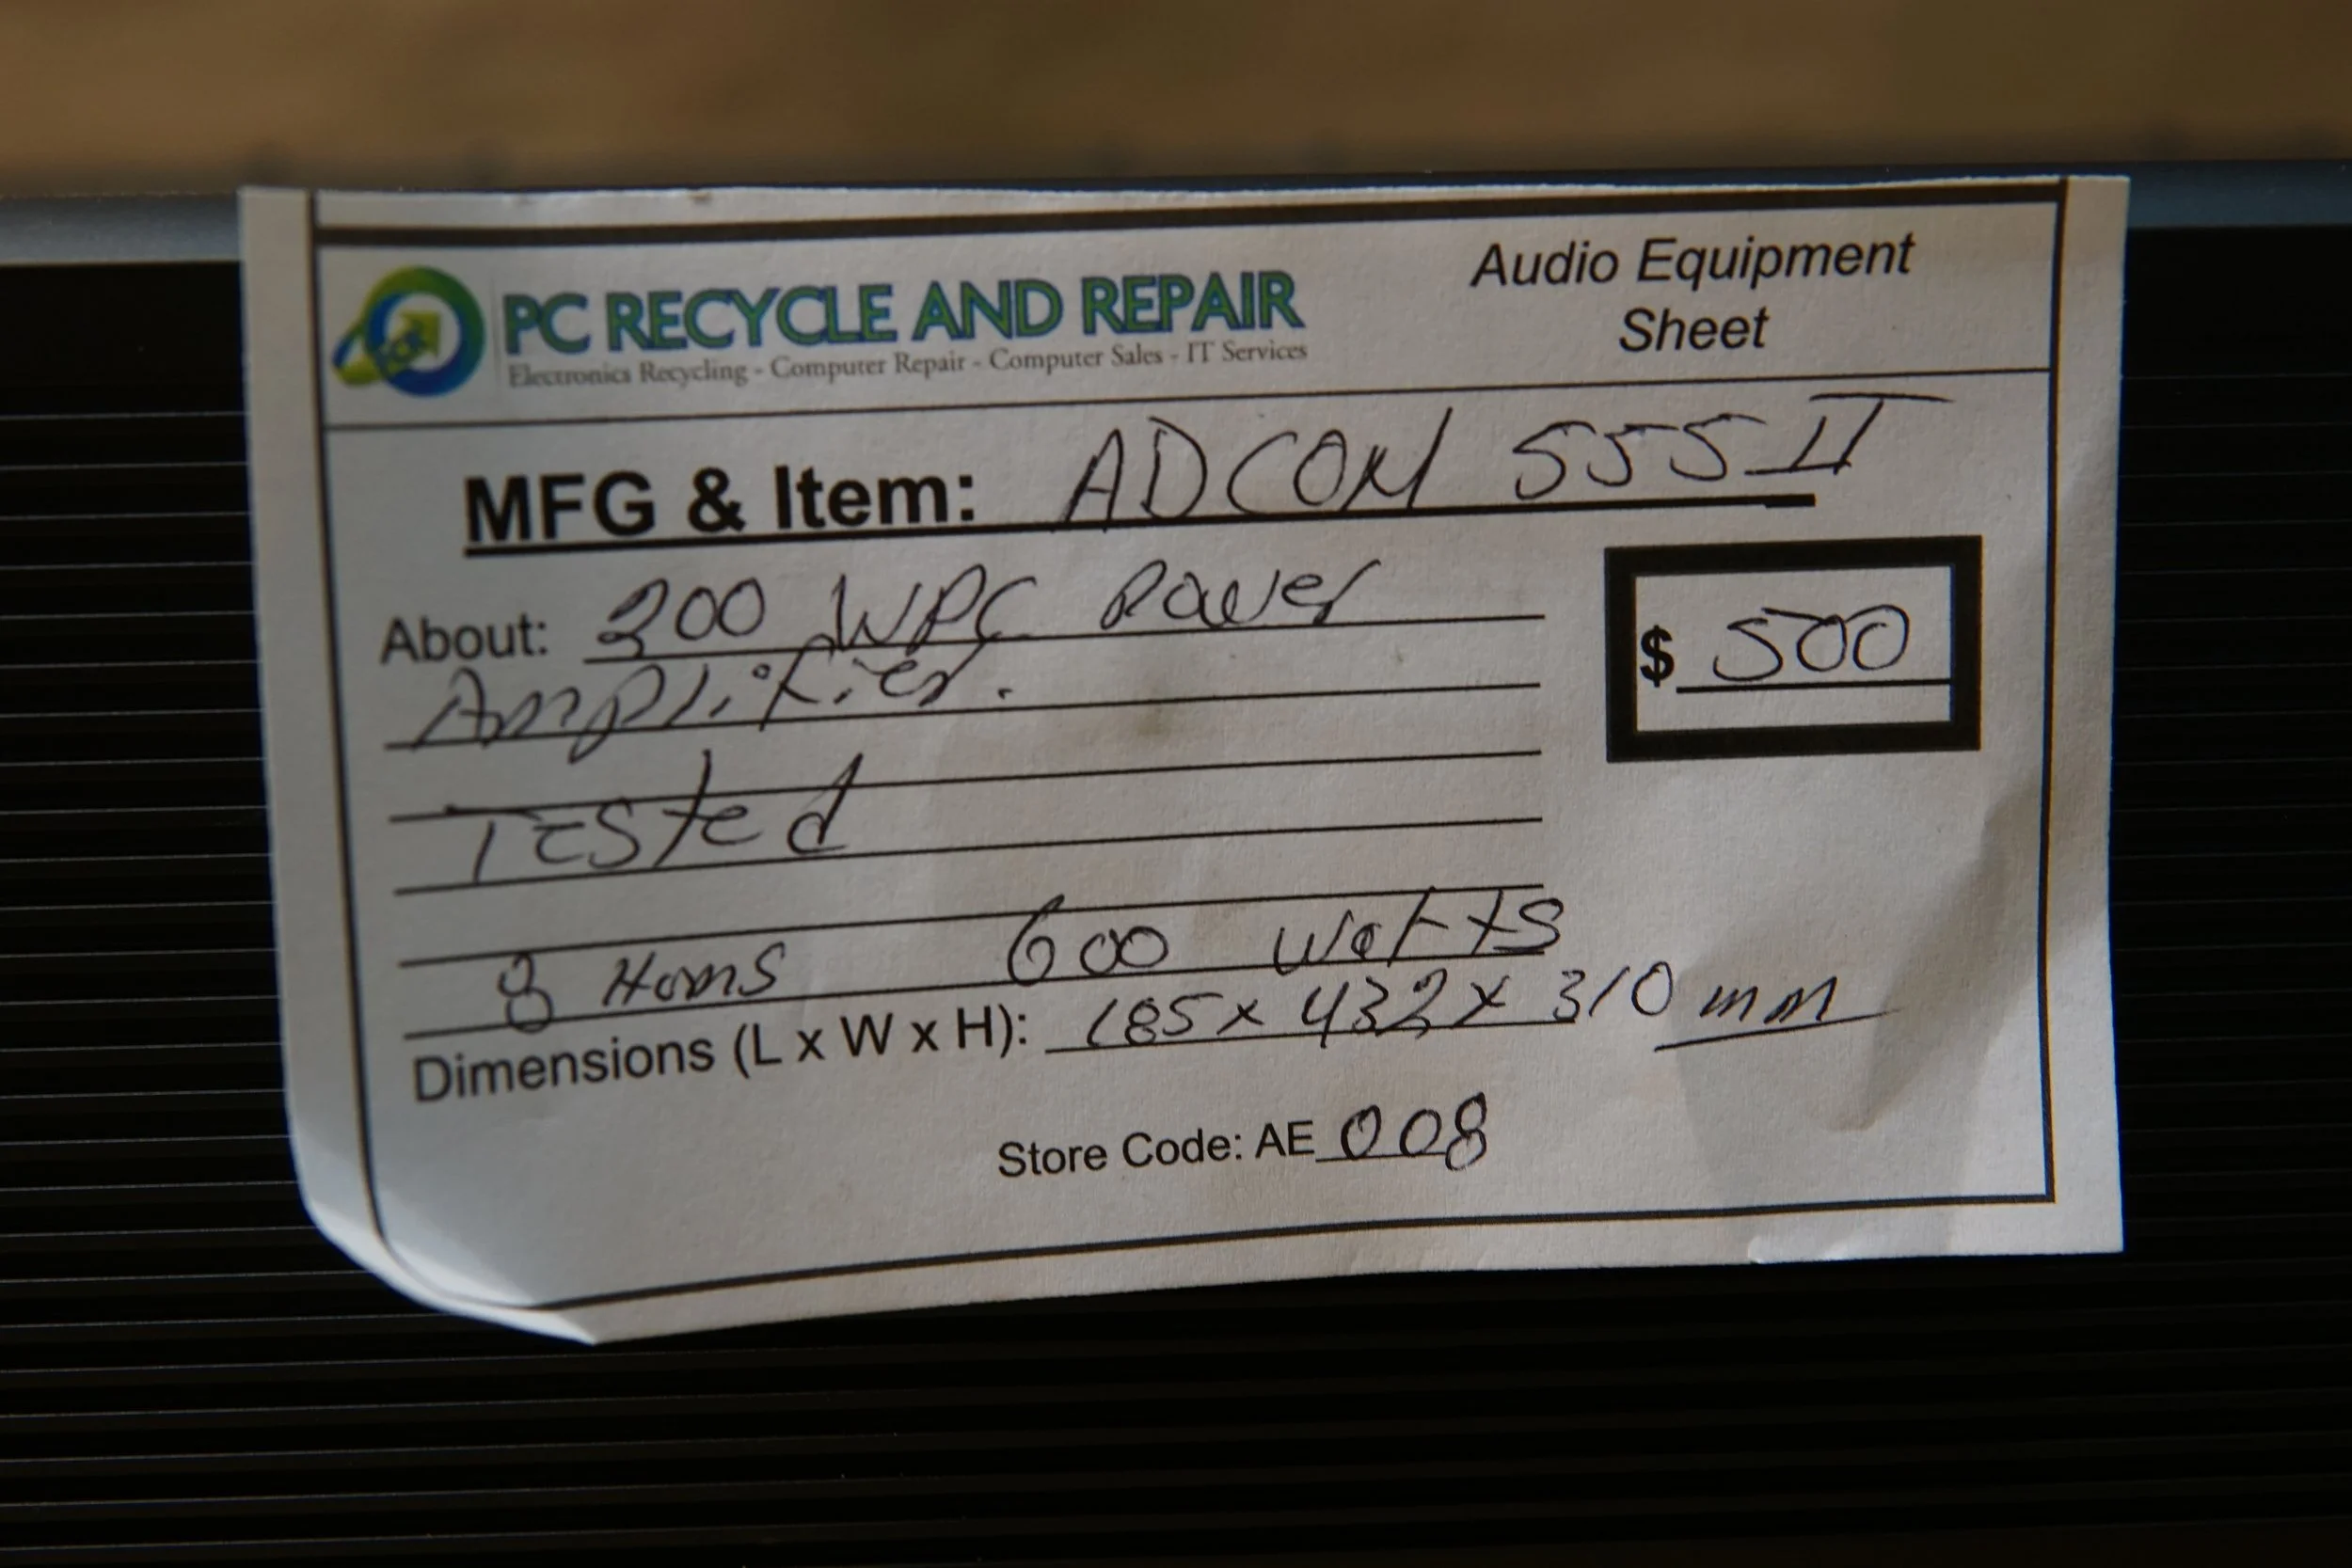 PC RECYCLE AND REPAIR
Electronics Recycling - Computer Repair - Computer Sales - IT Services
Audio Equipment
Sheet
MFG & Item: ADCOM 555 II
About: 200 WPC Power
Amplifier.
$ 500
Tested
8 Homs 600 watts
Dimensions (L x W x H): 185 x 432 x 310 mm
Store Code: AE 008